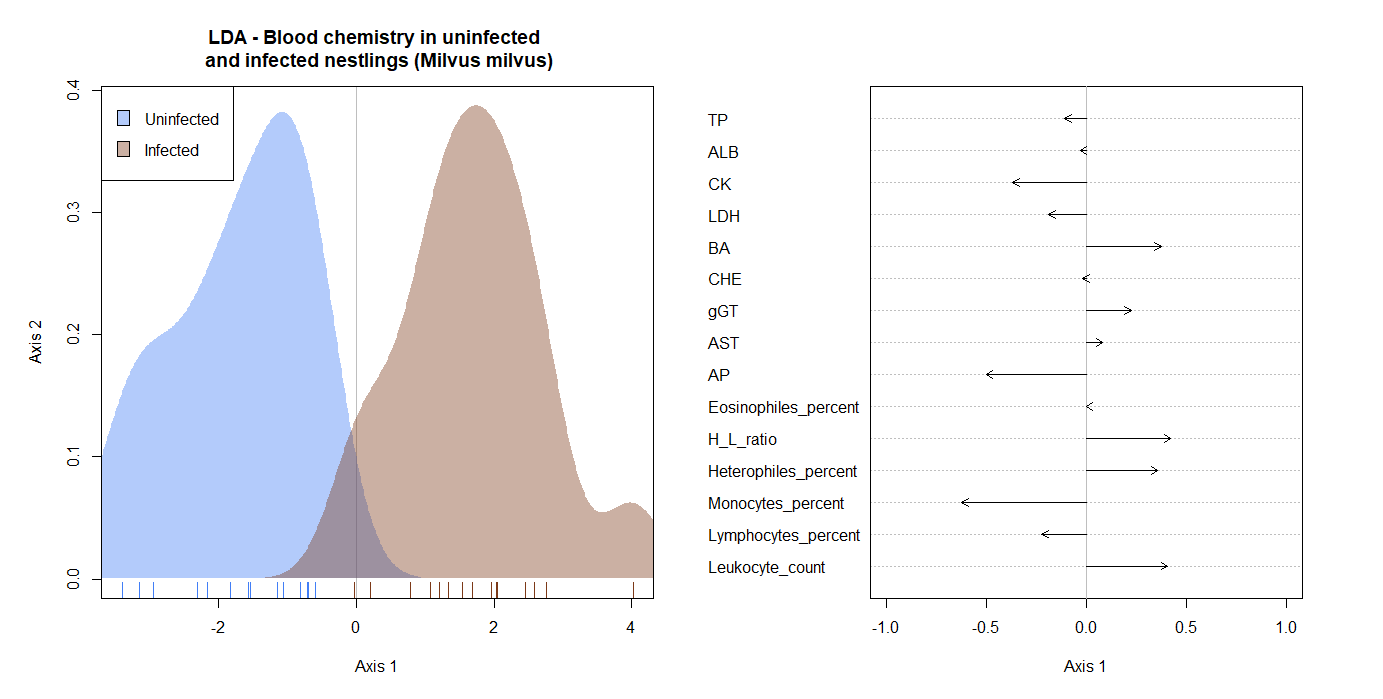 LDA - Blood chemistry in uninfected
and infected nestlings (Milvus milvus)
Uninfected
Infected
Axis 2
0.4
0.3
0.2
0.1
0.0
-2
0
2
4
Axis 1
TP
ALB
CK
LDH
BA
CHE
gGT
AST
AP
Eosinophiles_percent
H_L_ratio
Heterophiles_percent
Monocytes_percent
Lymphocytes_percent
Leukocyte_count
-1.0
-0.5
0.0
0.5
1.0
Axis 1